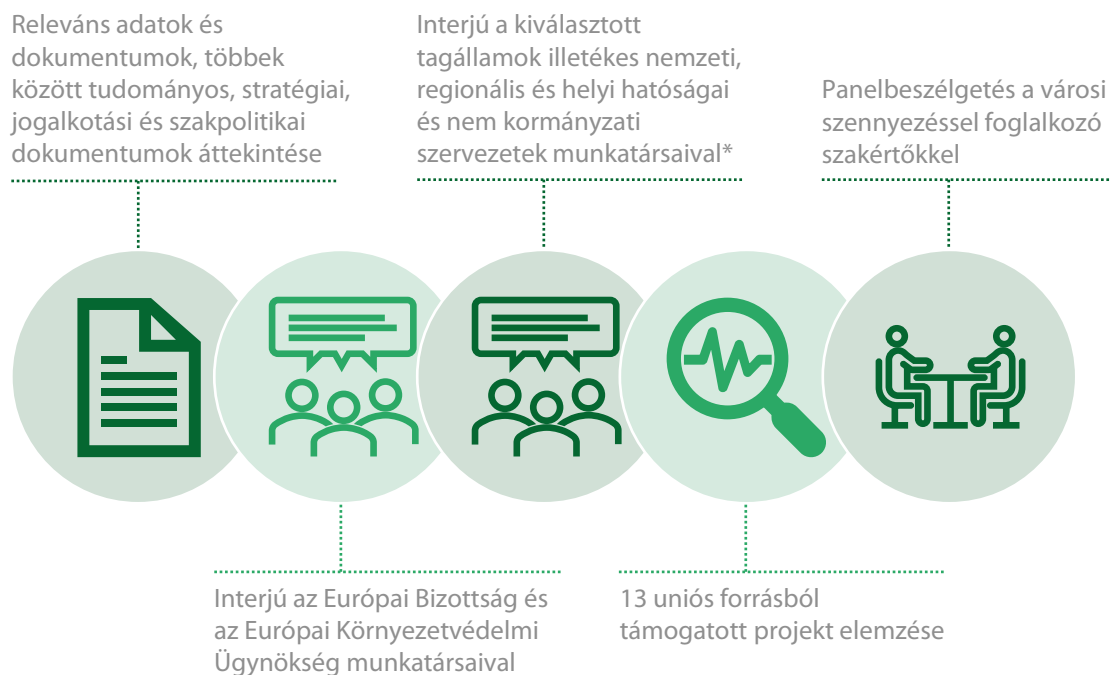 Releváns adatok és
dokumentumok, többek
között tudományos, stratégiai,
jogalkotási és szakpolitikai
dokumentumok áttekintése
Interjú a kiválasztott
tagállamok illetékes nemzeti,
regionális és helyi hatóságai
és nem kormányzati
szervezetek munkatársaival*
Panelbeszélgetés a városi
szennyezéssel foglalkozó
szakértőkkel
Interjú az Európai Bizottság és
az Európai Környezetvédelmi
Ügynökség munkatársaival
13 uniós forrásból
támogatott projekt elemzése